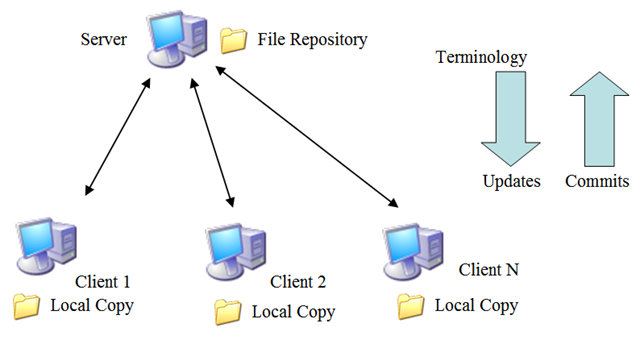 Server
File Repository
Terminology
Updates
Commits
Client 1
Local Copy
Client 2
Local Copy
Client N
Local Copy